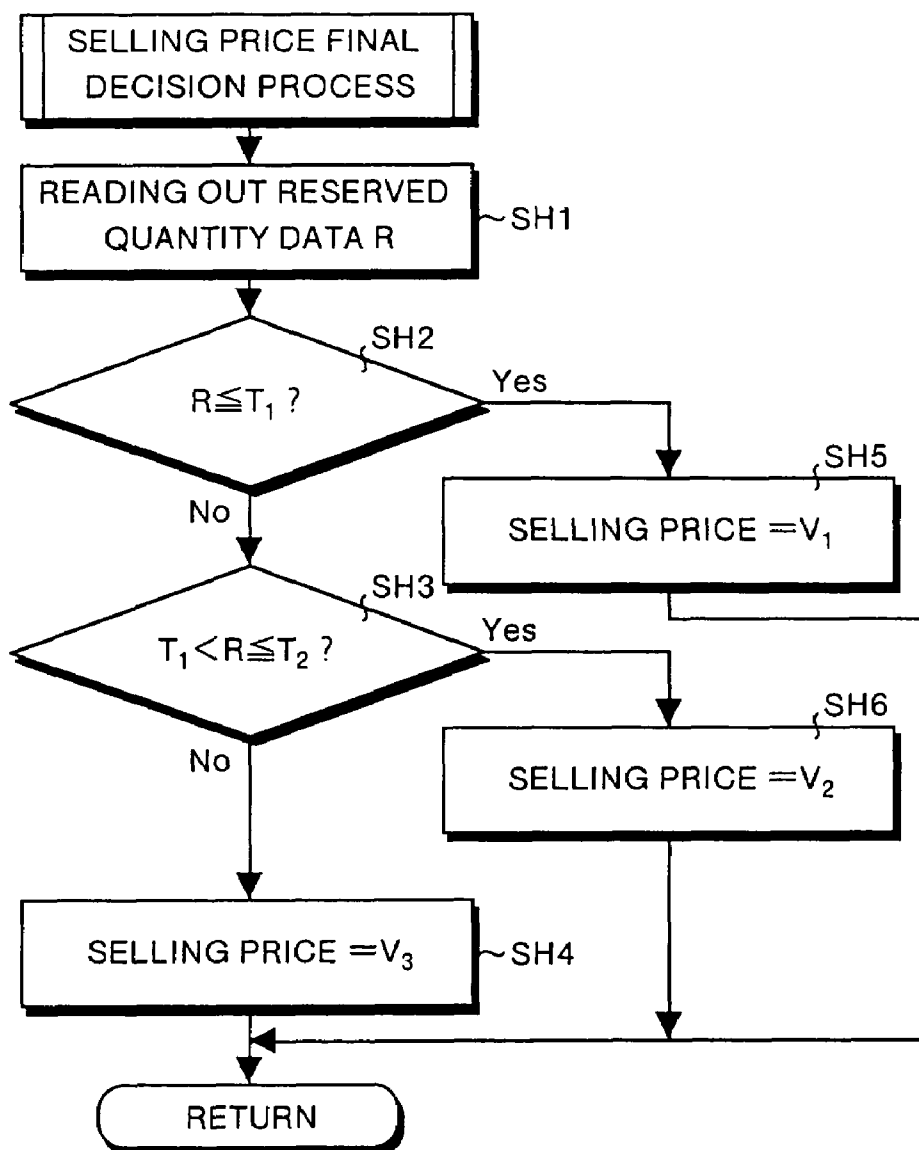 SELLING PRICE FINAL
DECISION PROCESS
READING OUT RESERVED
QUANTITY DATA R
SH1
SH2
R≦T₁ ?
Yes
No
SH5
SELLING PRICE =V₁
SH3
T₁<R≦T₂ ?
Yes
No
SH6
SELLING PRICE =V₂
SELLING PRICE =V₃
SH4
RETURN